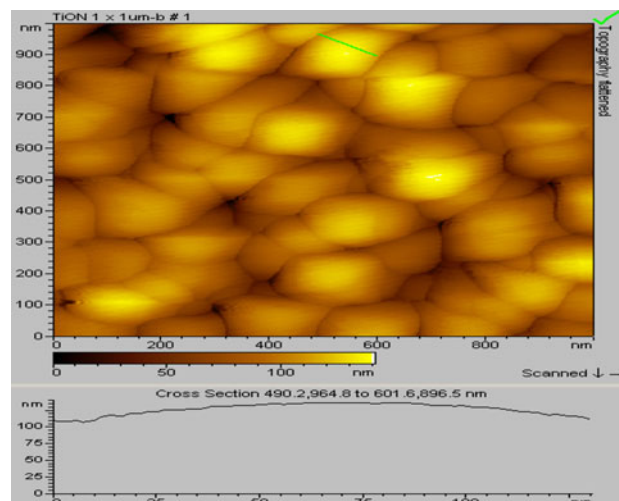 TiON 1 x 1um-b # 1
nm
900
800
700
600
500
400
300
200
100
0
0 200 400 600 800 nm
Topography flattened
0 50 100 nm
Scanned ↓
Cross Section 490.2,964.8 to 601.6,896.5 nm
nm
100
75
50
25
0